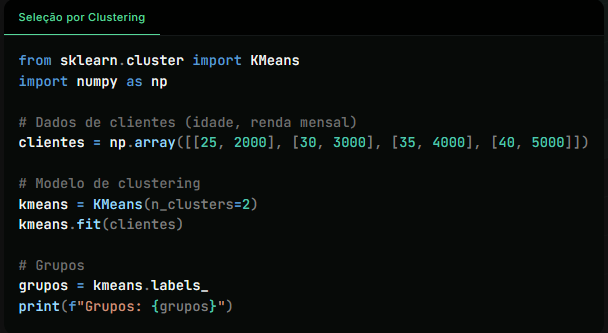 Seleção por Clustering
from sklearn.cluster import KMeans
import numpy as np
# Dados de clientes (idade, renda mensal)
clientes = np.array([[25, 2000], [30, 3000], [35, 4000], [40, 5000]])
# Modelo de clustering
kmeans = KMeans(n_clusters=2)
kmeans.fit(clientes)
# Grupos
grupos = kmeans.labels_
print(f"Grupos: {grupos}")